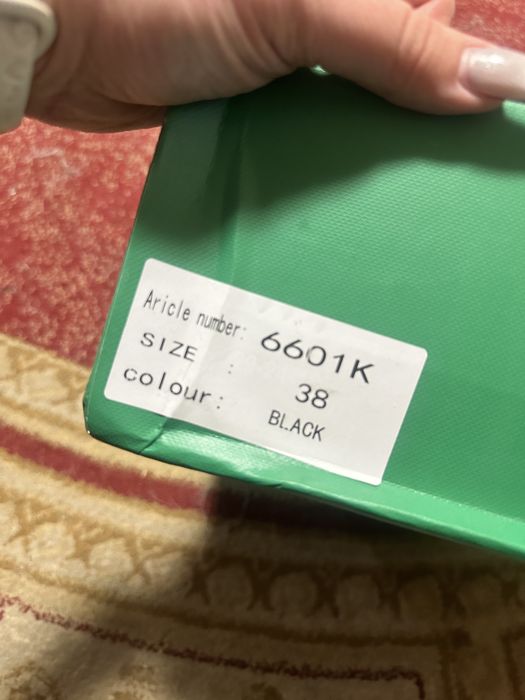 Aricle number: 6601K
SIZE : 38
colour: BLACK